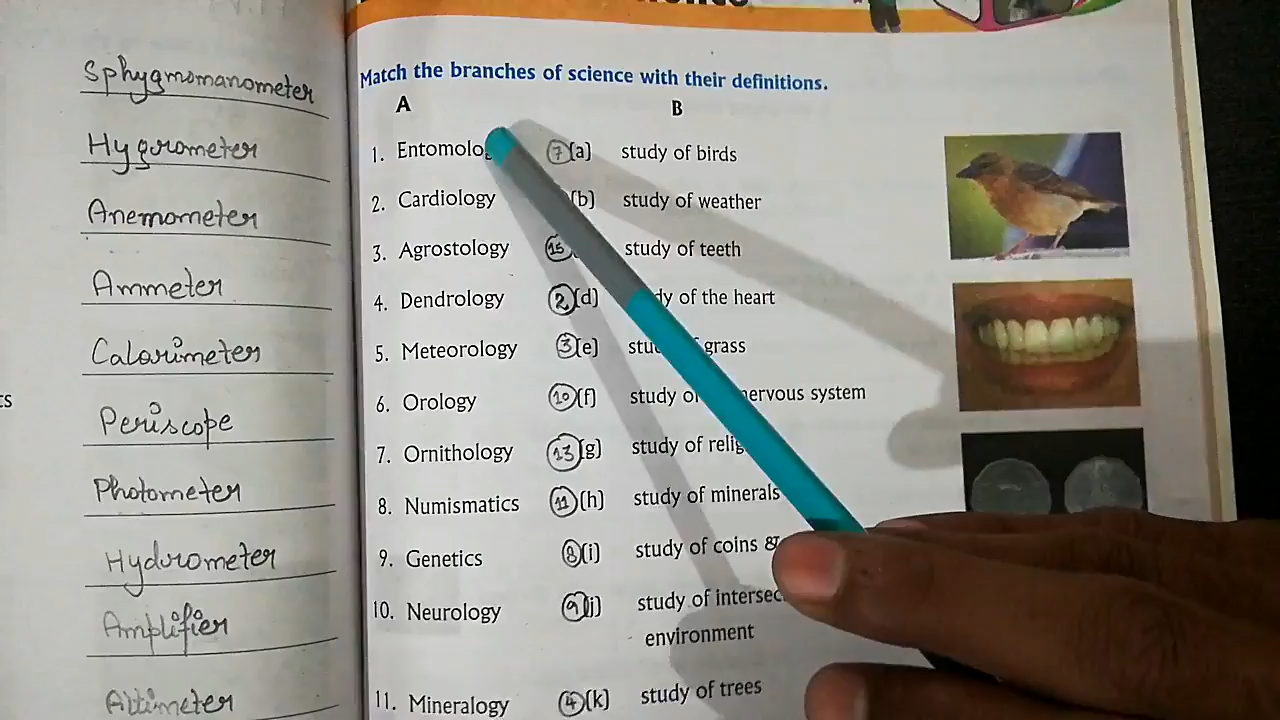 Sphygmomanometer
Hygrometer
Anemometer
Ammeter
Calorimeter
Periscope
Photometer
Hydrometer
Amplifier
Altimeter
Match the branches of science with their definitions.
A B
1. Entomolo 7 (a) study of birds
2. Cardiology (b) study of weather
3. Agrostology 15 study of teeth
4. Dendrology 2 (d) of the heart
5. Meteorology 3 (e) grass
6. Orology 10 (f) study nervous system
7. Ornithology 13 (g) study of
8. Numismatics 11 (h) study of minerals
9. Genetics 8 (i) study of coins &
10. Neurology 9 (j) study of
environment
11. Mineralogy 4 (k) study of trees